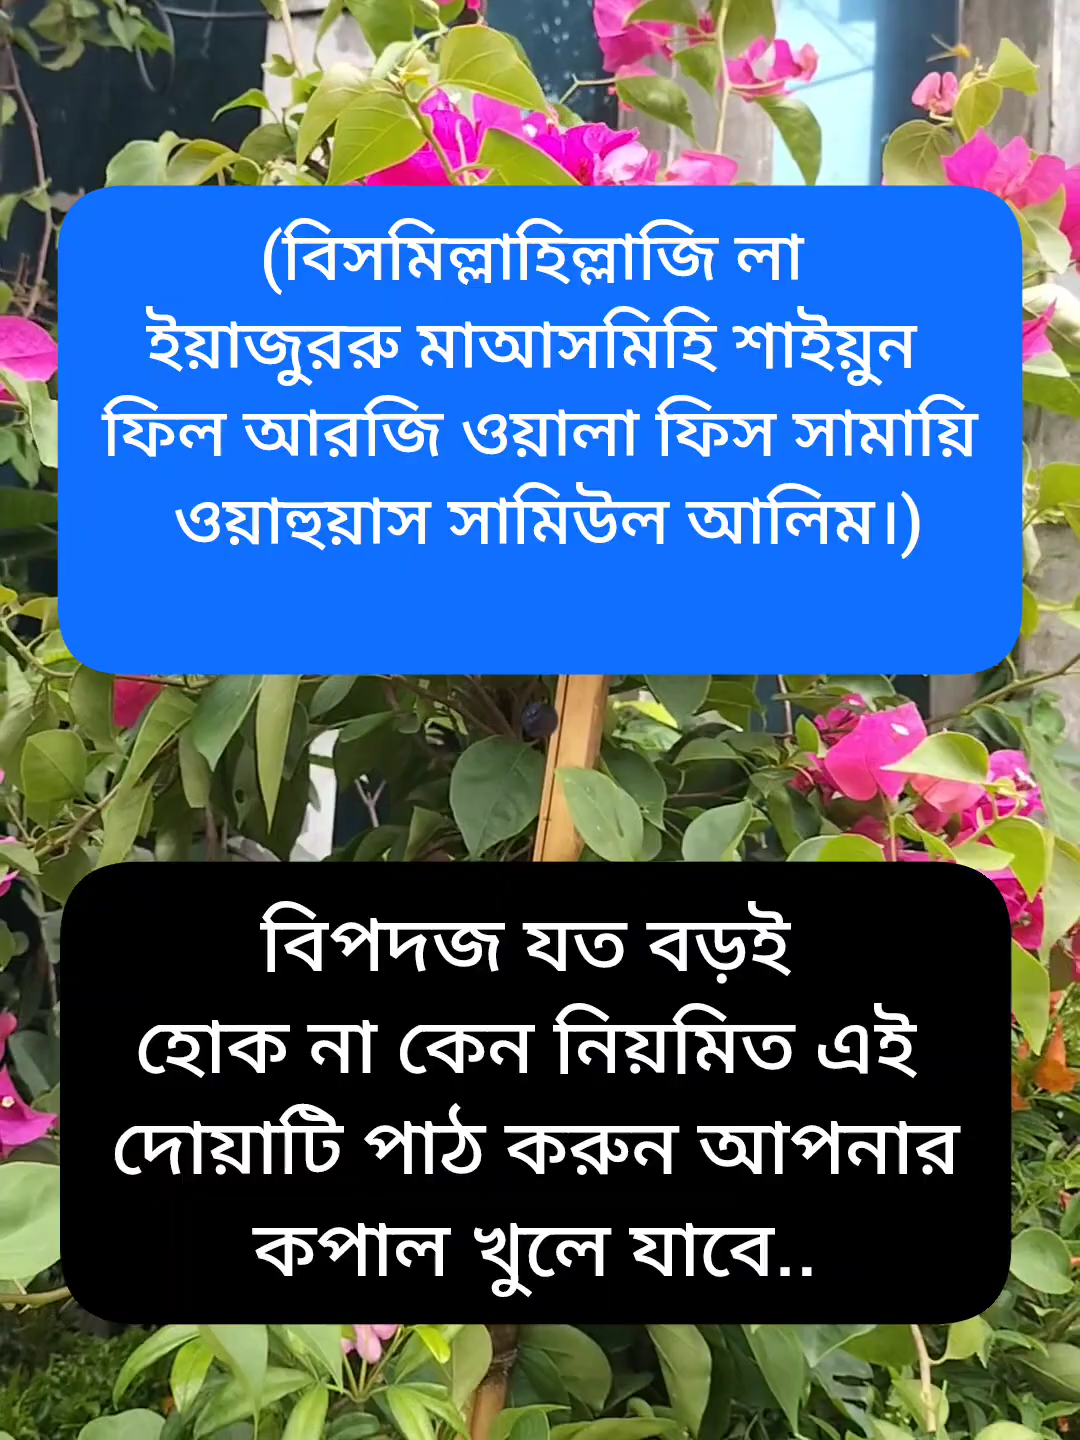 (বিসমিল্লাহিল্লাজি লা
ইয়াজুররু মাআসমিহি শাইয়ুন
ফিল আরজি ওয়ালা ফিস সামায়ি
ওয়াহুয়াস সামিউল আলিম।)
বিপদজ যত বড়ই
হোক না কেন নিয়মিত এই
দোয়াটি পাঠ করুন আপনার
কপাল খুলে যাবে..